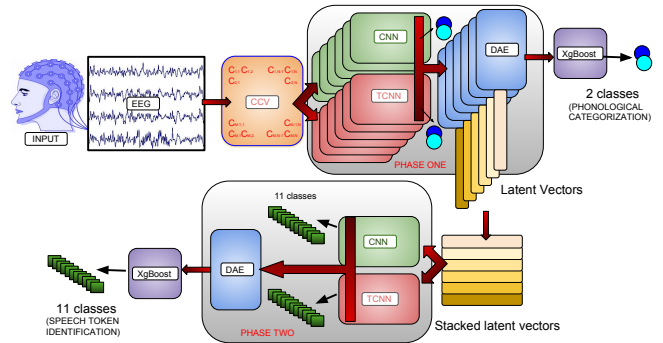 INPUT
EEG
CCV
CNN
TCNN
PHASE ONE
DAE
XgBoost
2 classes
(PHONOLOGICAL
CATEGORIZATION)
Latent Vectors
11 classes
CNN
TCNN
DAE
PHASE TWO
XgBoost
11 classes
(SPEECH TOKEN
IDENTIFICATION)
Stacked latent vectors